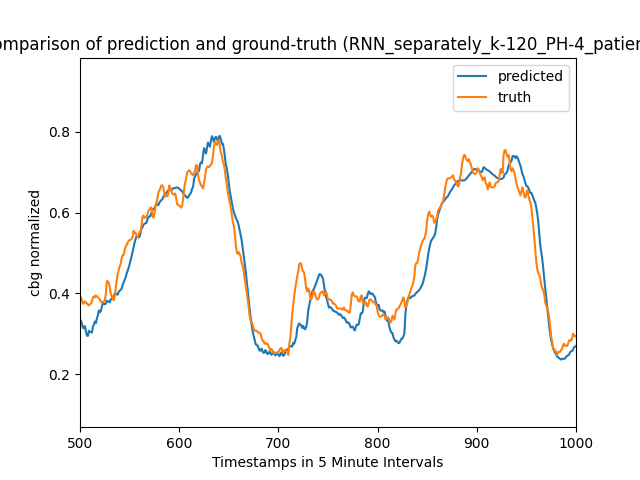 omparison of prediction and ground-truth (RNN_separately_k-120_PH-4_patien
predicted
truth
cbg normalized
0.8
0.6
0.4
0.2
500 600 700 800 900 1000
Timestamps in 5 Minute Intervals